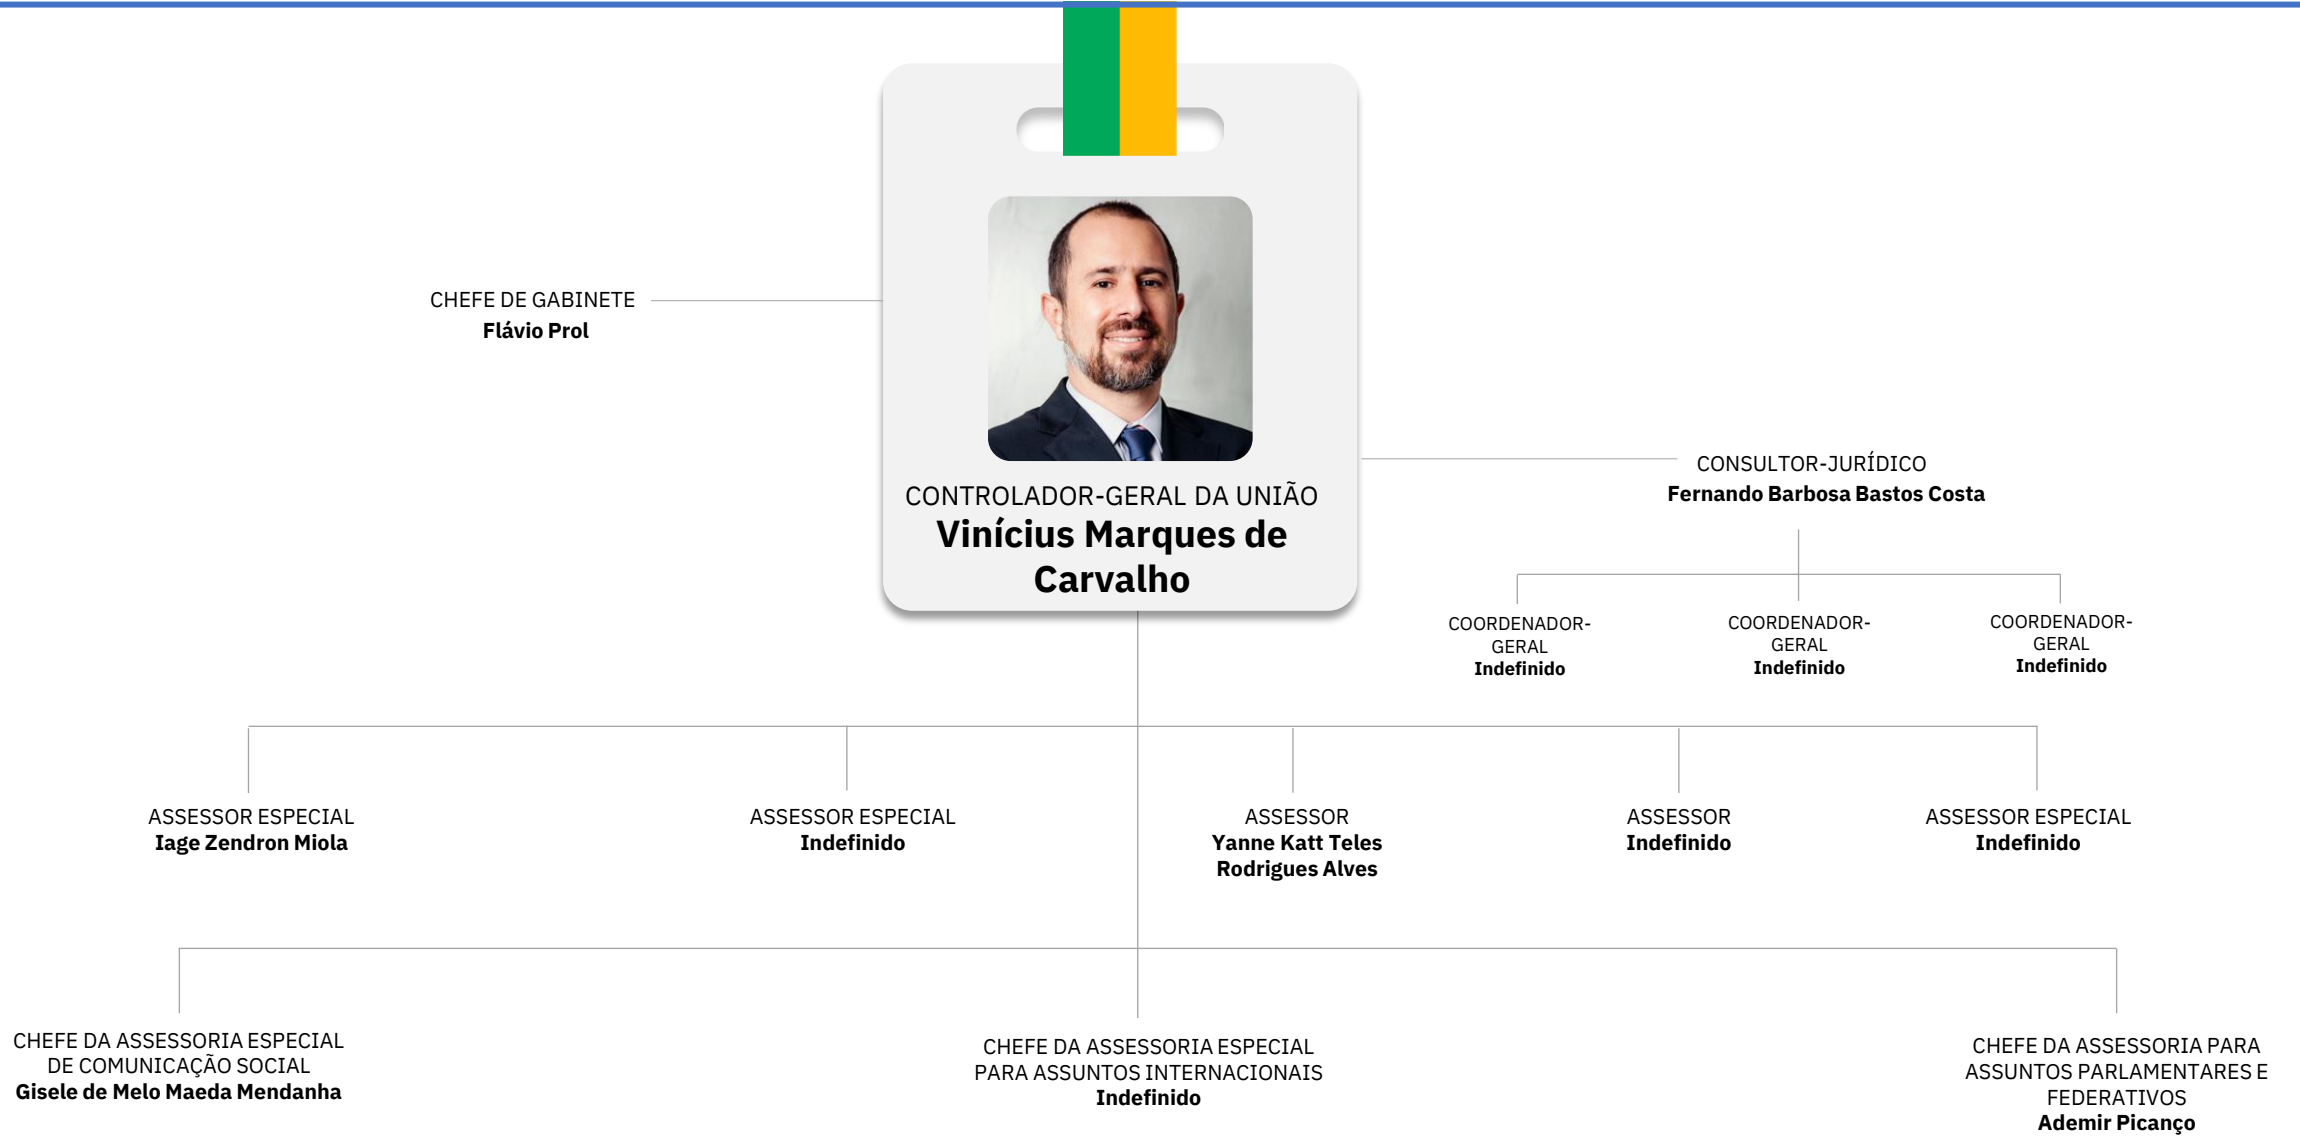 CHEFE DE GABINETE
Flávio Prol
CONTROLADOR-GERAL DA UNIÃO
Vinícius Marques de
Carvalho
CONSULTOR-JURÍDICO
Fernando Barbosa Bastos Costa
COORDENADOR-
GERAL
Indefinido
COORDENADOR-
GERAL
Indefinido
COORDENADOR-
GERAL
Indefinido
ASSESSOR ESPECIAL
Iage Zendron Miola
ASSESSOR ESPECIAL
Indefinido
ASSESSOR
Yanne Katt Teles
Rodrigues Alves
ASSESSOR
Indefinido
ASSESSOR ESPECIAL
Indefinido
CHEFE DA ASSESSORIA ESPECIAL
DE COMUNICAÇÃO SOCIAL
Gisele de Melo Maeda Mendanha
CHEFE DA ASSESSORIA ESPECIAL
PARA ASSUNTOS INTERNACIONAIS
Indefinido
CHEFE DA ASSESSORIA PARA
ASSUNTOS PARLAMENTARES E
FEDERATIVOS
Ademir Picanço